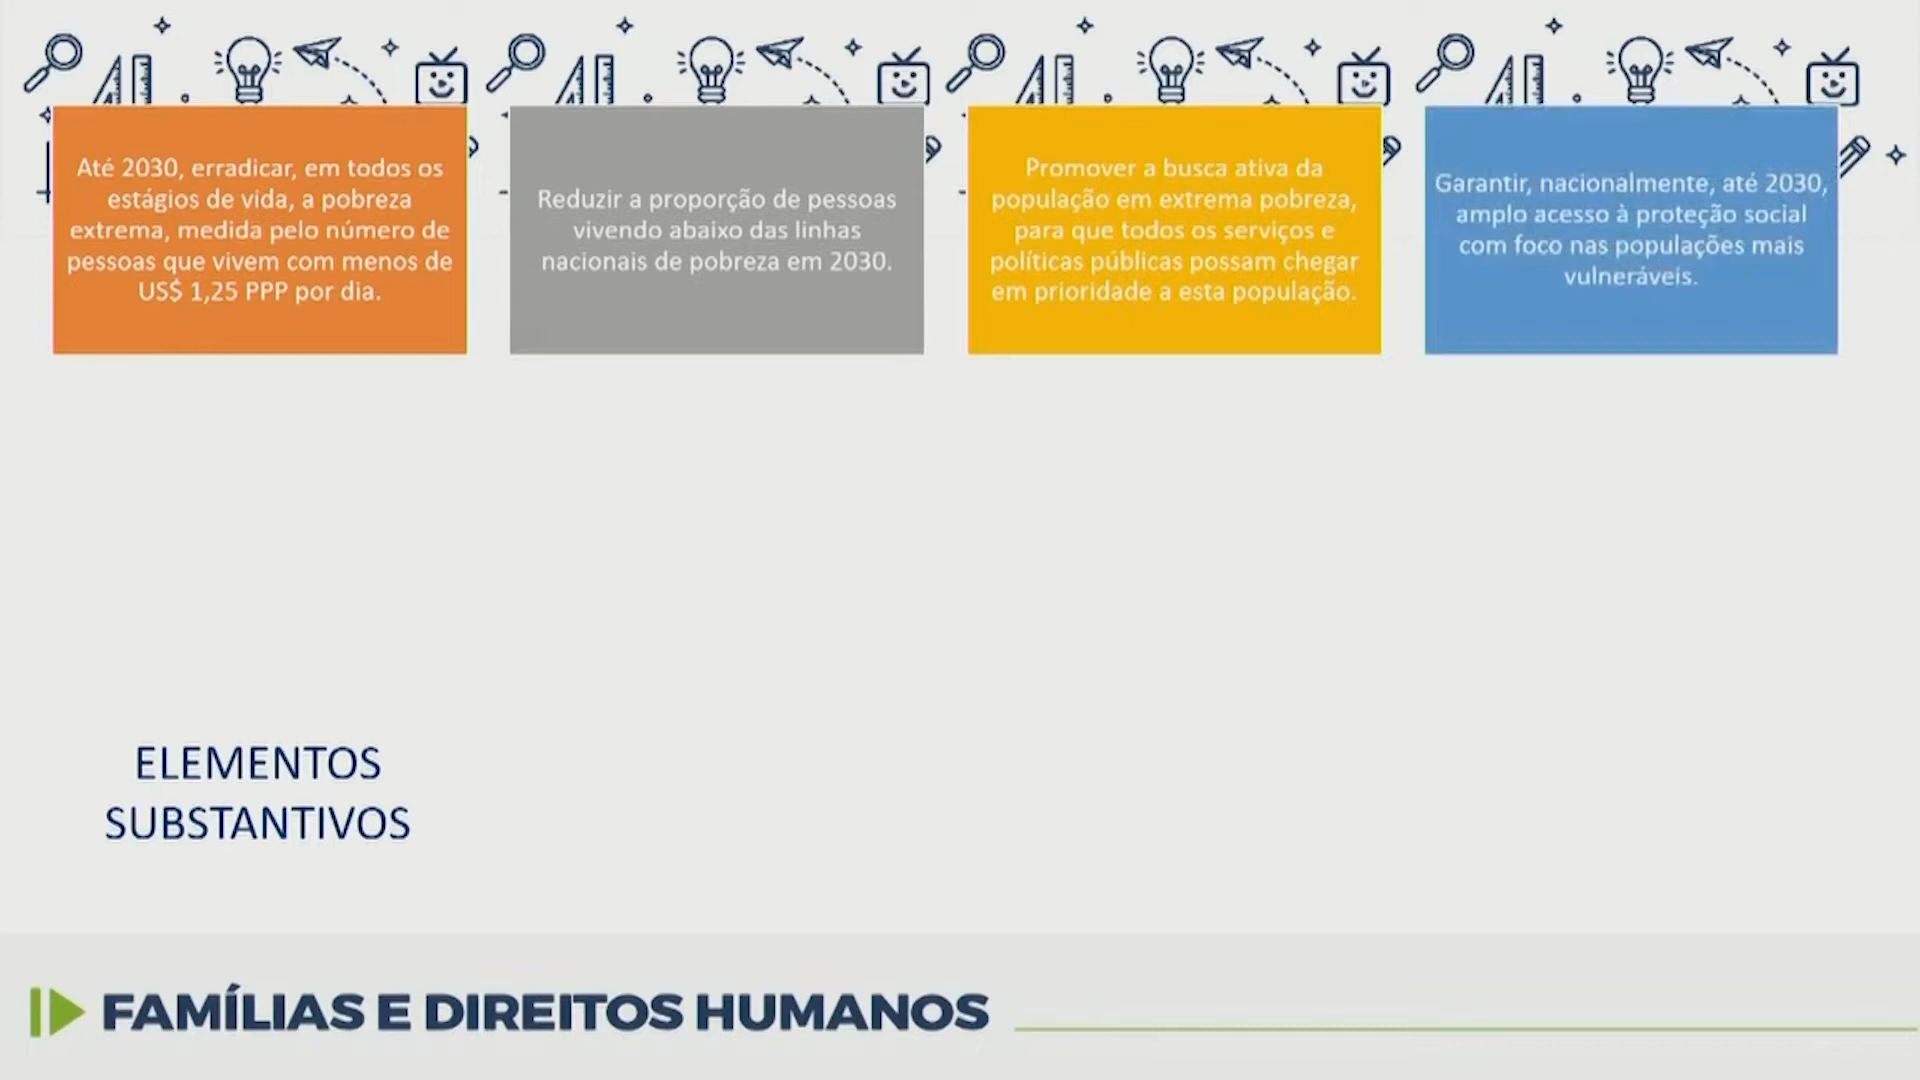 Até 2030, erradicar, em todos os
estágios de vida, a pobreza
extrema, medida pelo número de
pessoas que vivem com menos de
US$ 1,25 PPP por dia.
Reduzir a proporção de pessoas
vivendo abaixo das linhas
nacionais de pobreza em 2030.
Promover a busca ativa da
população em extrema pobreza,
para que todos os serviços e
políticas públicas possam chegar
em prioridade a esta população.
Garantir, nacionalmente, até 2030,
amplo acesso à proteção social
com foco nas populações mais
vulneráveis.
ELEMENTOS
SUBSTANTIVOS
FAMÍLIAS E DIREITOS HUMANOS